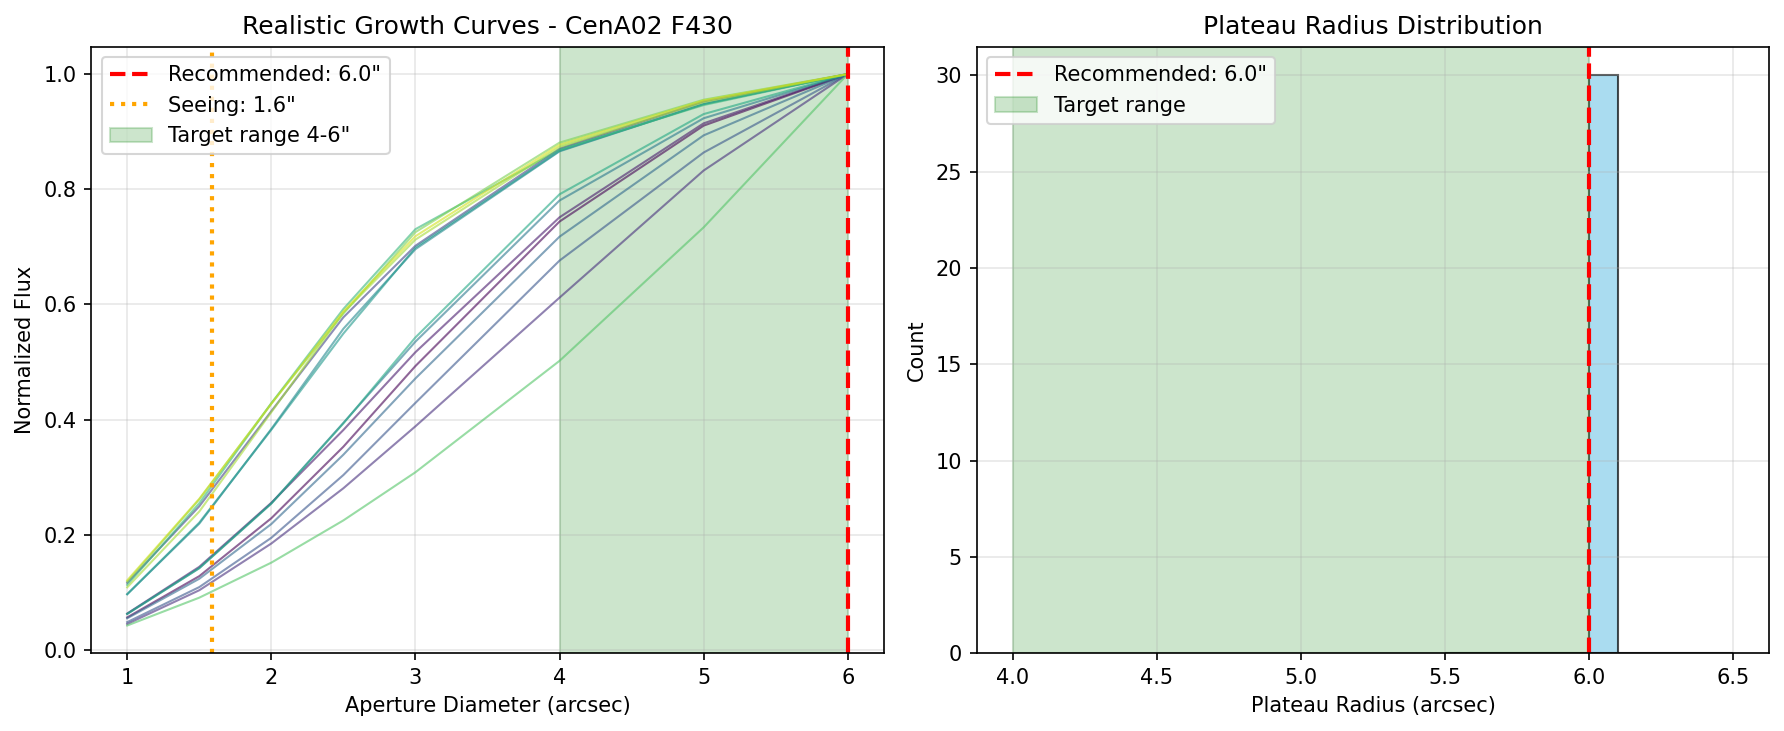 Realistic Growth Curves - CenA02 F430
Recommended: 6.0"
Seeing: 1.6"
Target range 4-6"
Normalized Flux
1.0
0.8
0.6
0.4
0.2
0.0
1 2 3 4 5 6
Aperture Diameter (arcsec)
Plateau Radius Distribution
Recommended: 6.0"
Target range
Count
30
25
20
15
10
5
0
4.0 4.5 5.0 5.5 6.0 6.5
Plateau Radius (arcsec)